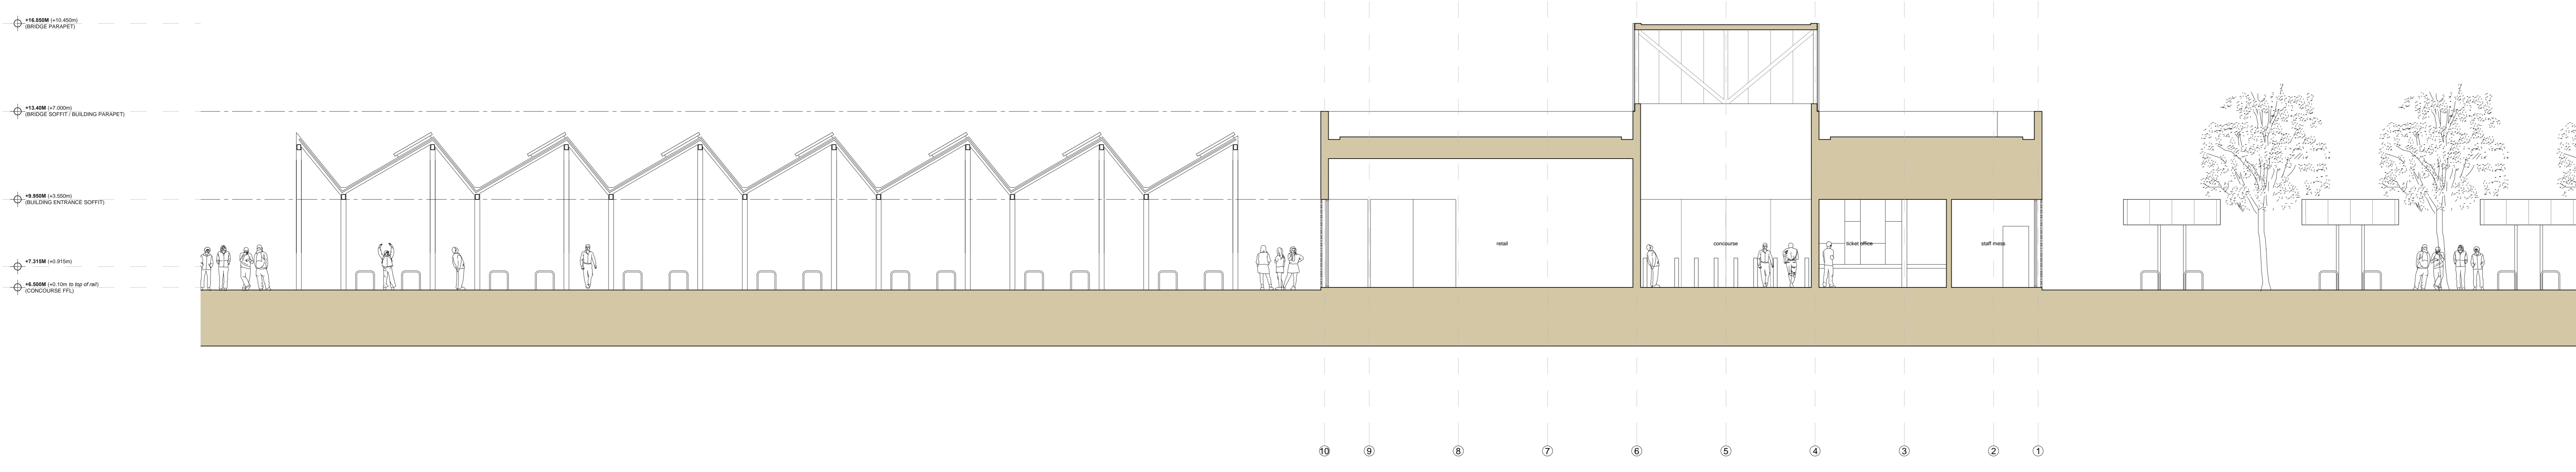 +16.850M (+10.450m)
(BRIDGE PARAPET)
+13.40M (+7.000m)
(BRIDGE SOFFIT / BUILDING PARAPET)
+9.950M (+3.550m)
(BUILDING ENTRANCE SOFFIT)
+7.315M (+0.915m)
+6.500M (+0.10m to top of rail)
(CONCOURSE FFL)
retail
concourse
ticket office
staff mess
10 9 8 7 6 5 4 3 2 1